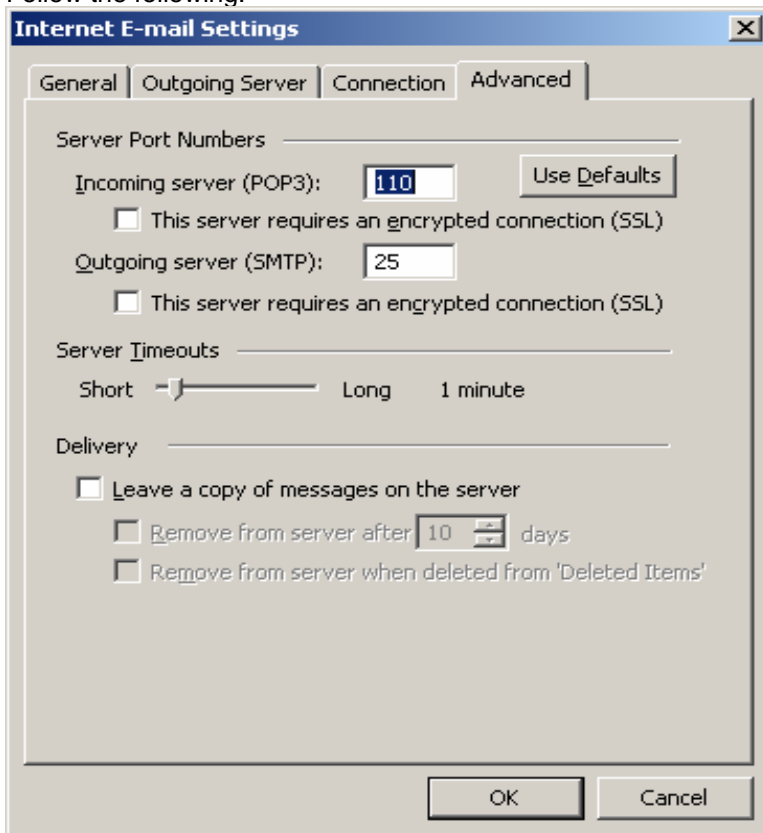 Follow the following:
Internet E-mail Settings
General Outgoing Server Connection Advanced
Server Port Numbers
Incoming server (POP3): 110 Use Defaults
This server requires an encrypted connection (SSL)
Outgoing server (SMTP): 25
This server requires an encrypted connection (SSL)
Server Timeouts
Short Long 1 minute
Delivery
Leave a copy of messages on the server
Remove from server after 10 days
Remove from server when deleted from 'Deleted Items'
OK Cancel